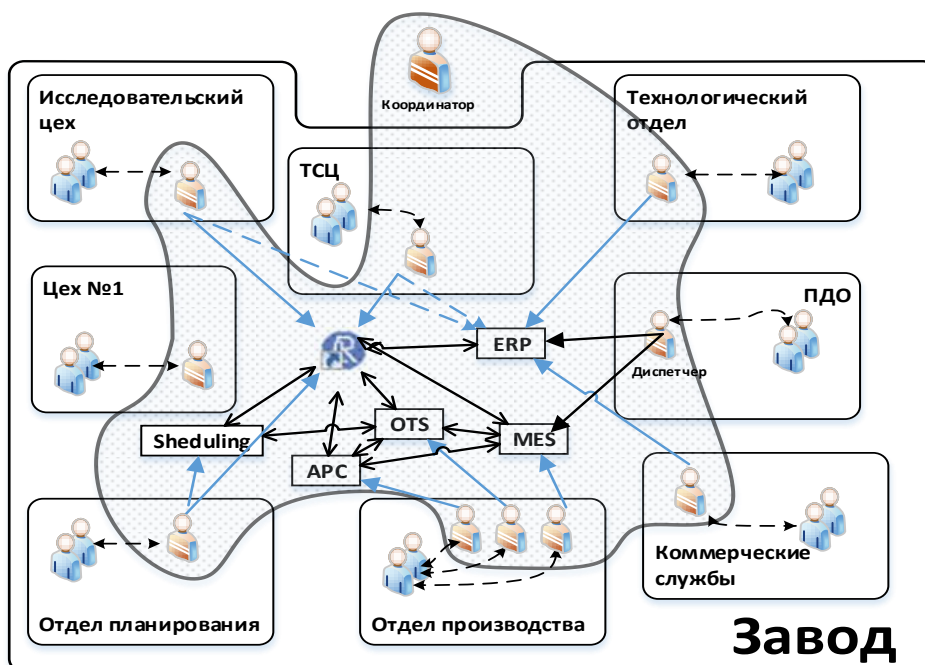 Координатор
Исследовательский
цех
ТСЦ
Технологический
отдел
Цех №1
ПДО
Диспетчер
R
ERP
Sheduling
OTS
MES
APC
Отдел планирования
Отдел производства
Коммерческие
службы
Завод